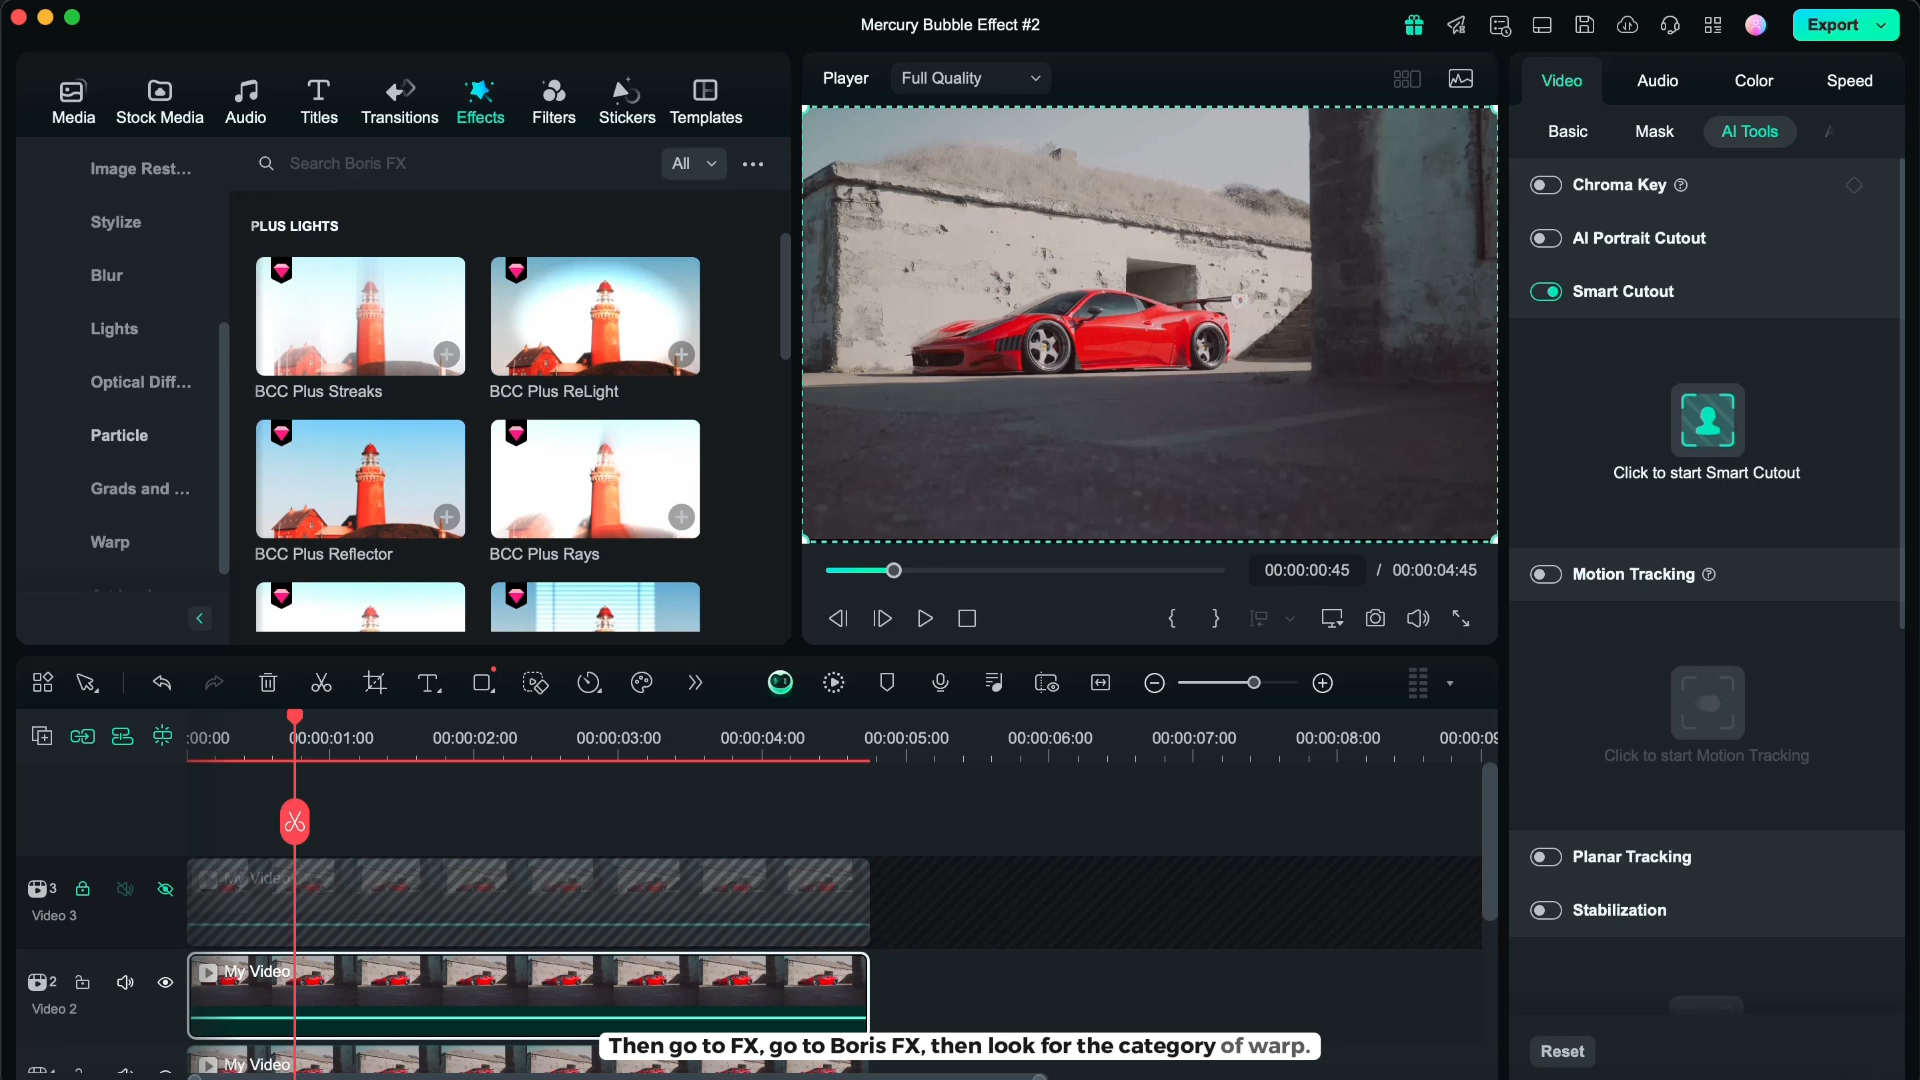 Mercury Bubble Effect #2
Export
Media
Stock Media
Audio
Titles
Transitions
Effects
Filters
Stickers
Templates
Image Rest...
Stylize
Blur
Lights
Optical Diff...
Particle
Grads and ...
Warp
Search Boris FX
All
PLUS LIGHTS
BCC Plus Streaks
BCC Plus ReLight
BCC Plus Reflector
BCC Plus Rays
Player
Full Quality
00:00:00:45 / 00:00:04:45
Video
Audio
Color
Speed
Basic
Mask
AI Tools
Chroma Key
AI Portrait Cutout
Smart Cutout
Click to start Smart Cutout
Motion Tracking
Click to start Motion Tracking
Planar Tracking
Stabilization
Reset
:00:00
00:00:01:00
00:00:02:00
00:00:03:00
00:00:04:00
00:00:05:00
00:00:06:00
00:00:07:00
00:00:08:00
00:00:09
3
Video 3
My Video
2
Video 2
My Video
My Video
Then go to FX, go to Boris FX, then look for the category of warp.